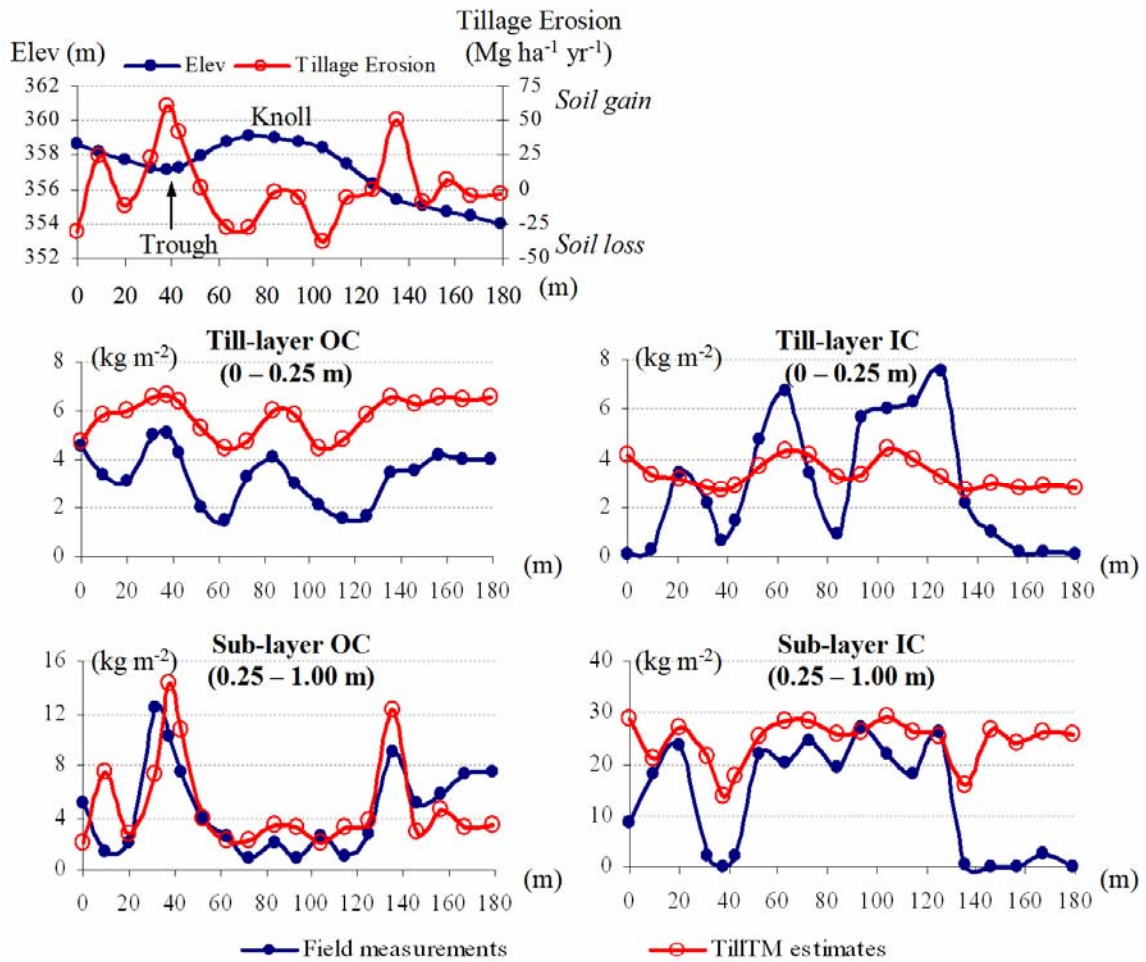 Tillage Erosion
Elev (m) (Mg ha⁻¹ yr⁻¹)
Elev Tillage Erosion
362 75
Soil gain
360 Knoll 50
358 25
356 0
354 -25
Trough Soil loss
352 -50
0 20 40 60 80 100 120 140 160 180 (m)
Till-layer OC
(kg m⁻²) (0 – 0.25 m)
8
6
4
2
0
0 20 40 60 80 100 120 140 160 180 (m)
Till-layer IC
(kg m⁻²) (0 – 0.25 m)
8
6
4
2
0
0 20 40 60 80 100 120 140 160 180 (m)
Sub-layer OC
(kg m⁻²) (0.25 – 1.00 m)
16
12
8
4
0
0 20 40 60 80 100 120 140 160 180 (m)
Sub-layer IC
(kg m⁻²) (0.25 – 1.00 m)
40
30
20
10
0
0 20 40 60 80 100 120 140 160 180 (m)
Field measurements TillTM estimates